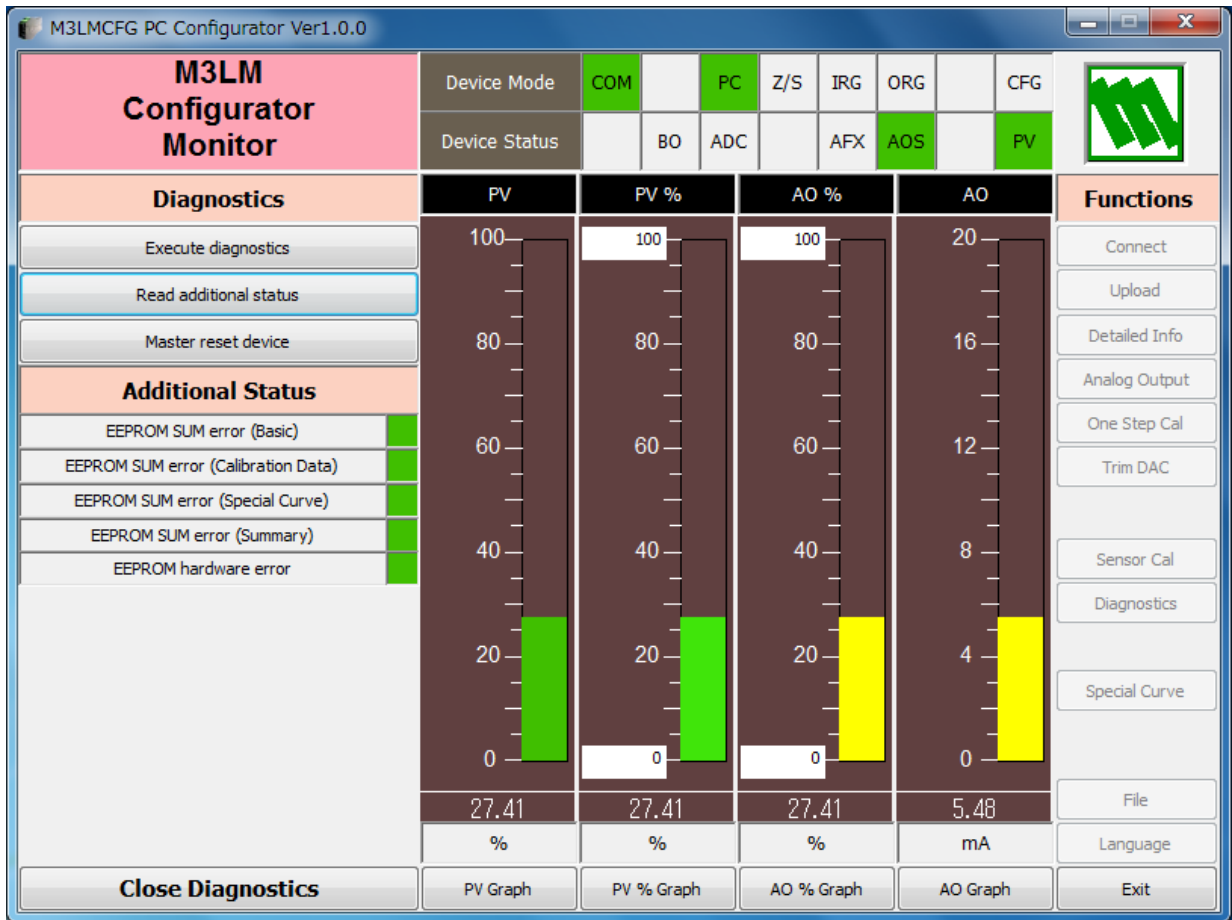 M3LMCFG PC Configurator Ver1.0.0
M3LM
Configurator
Monitor
Device Mode COM PC Z/S IRG ORG CFG
Device Status BO ADC AFX AOS PV
Diagnostics
Execute diagnostics
Read additional status
Master reset device
Additional Status
EEPROM SUM error (Basic)
EEPROM SUM error (Calibration Data)
EEPROM SUM error (Special Curve)
EEPROM SUM error (Summary)
EEPROM hardware error
Close Diagnostics
PV PV % AO % AO
100 100 100 20
80 80 80 16
60 60 60 12
40 40 40 8
20 20 20 4
0 0 0 0
27.41 27.41 27.41 5.48
% % % mA
PV Graph PV % Graph AO % Graph AO Graph
Functions
Connect
Upload
Detailed Info
Analog Output
One Step Cal
Trim DAC
Sensor Cal
Diagnostics
Special Curve
File
Language
Exit